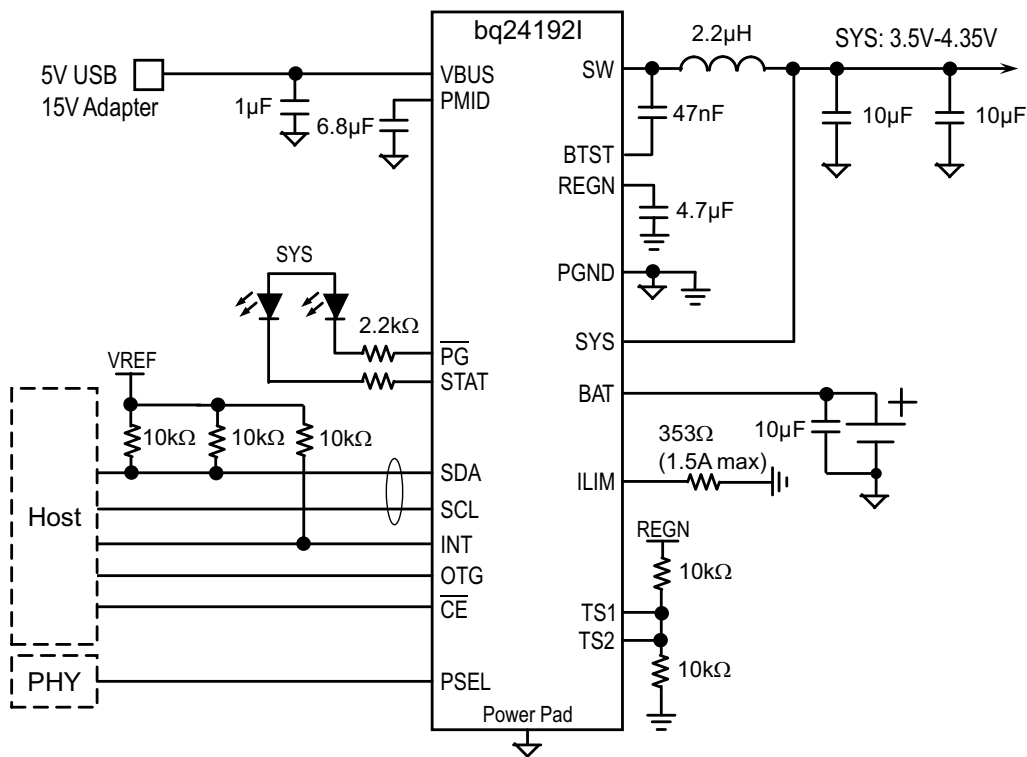 bq24192I
5V USB
15V Adapter
1µF
6.8µF
VBUS
PMID
SW
2.2µH
SYS: 3.5V-4.35V
47nF
10µF
10µF
BTST
REGN
4.7µF
PGND
SYS
SYS
2.2kΩ
PG
STAT
VREF
10kΩ
10kΩ
10kΩ
BAT
10µF
353Ω
(1.5A max)
ILIM
Host
SDA
SCL
INT
OTG
CE
REGN
10kΩ
TS1
TS2
10kΩ
PHY
PSEL
Power Pad